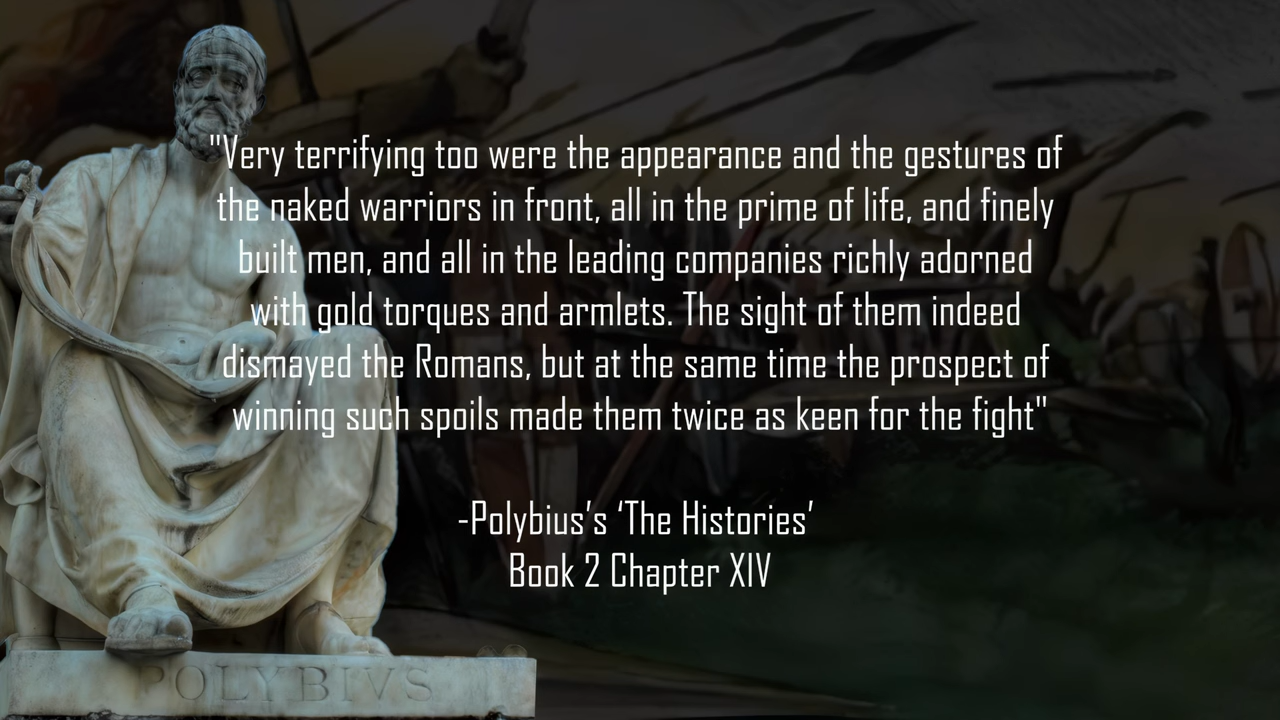 "Very terrifying too were the appearance and the gestures of
the naked warriors in front, all in the prime of life, and finely
built men, and all in the leading companies richly adorned
with gold torques and armlets. The sight of them indeed
dismayed the Romans, but at the same time the prospect of
winning such spoils made them twice as keen for the fight"
-Polybius's ‘The Histories’
Book 2 Chapter XIV
POLYBIVS